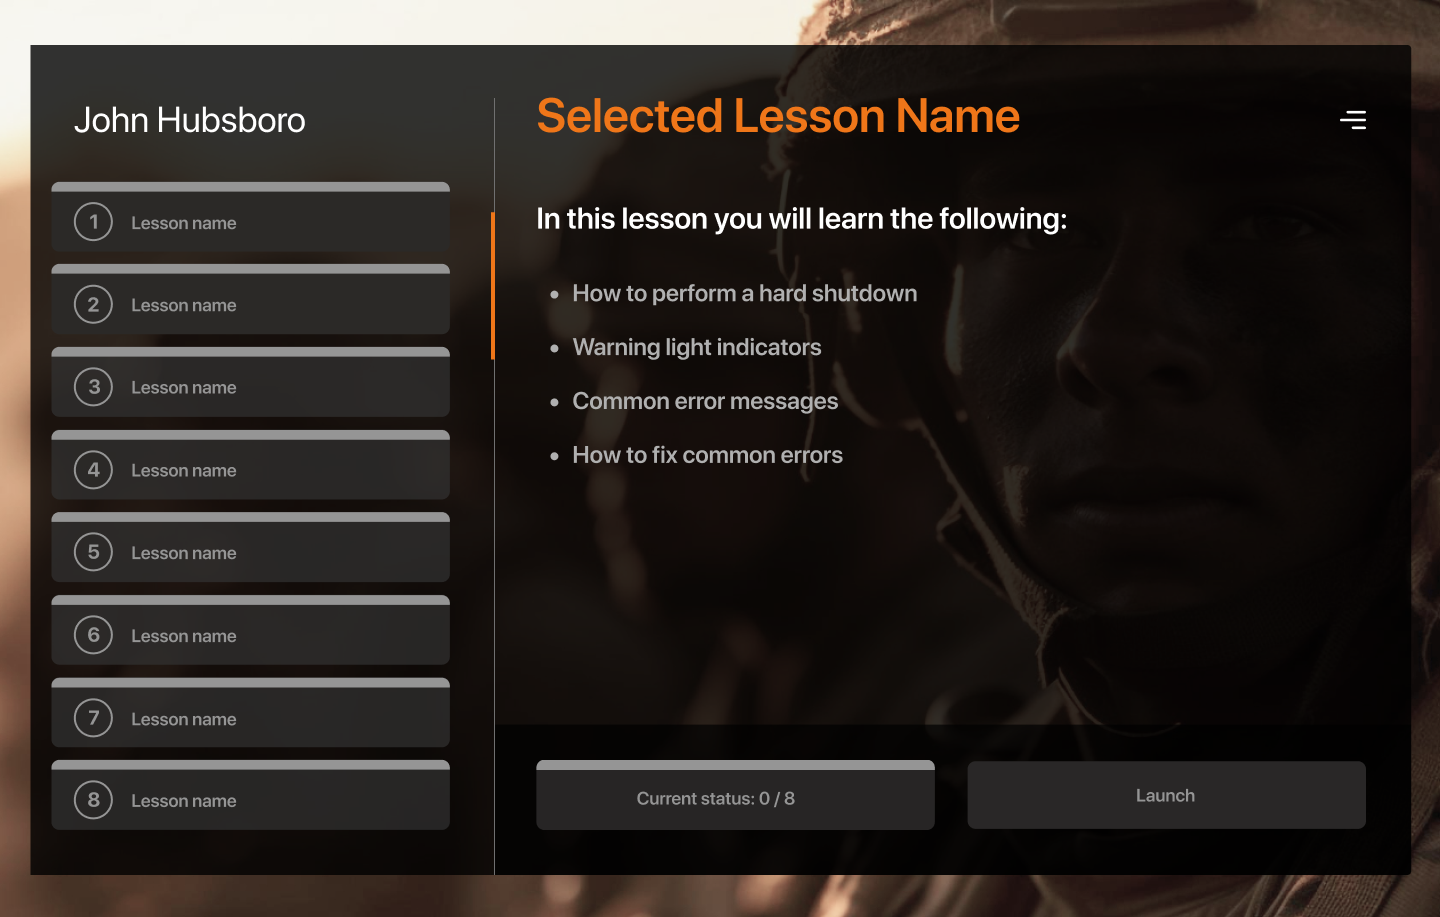 John Hubsboro
1 Lesson name
2 Lesson name
3 Lesson name
4 Lesson name
5 Lesson name
6 Lesson name
7 Lesson name
8 Lesson name
Selected Lesson Name
In this lesson you will learn the following:
• How to perform a hard shutdown
• Warning light indicators
• Common error messages
• How to fix common errors
Current status: 0 / 8
Launch